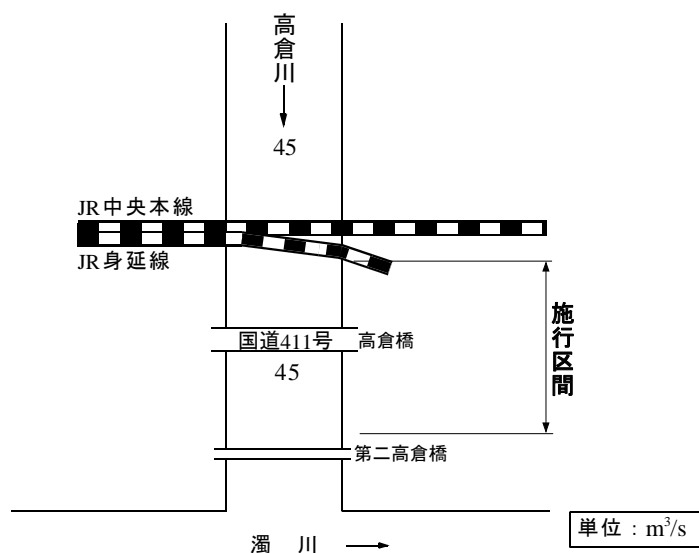 高倉川
45
JR中央本線
JR身延線
国道411号
高倉橋
45
施行区間
第二高倉橋
単位：m³/s
濁 川